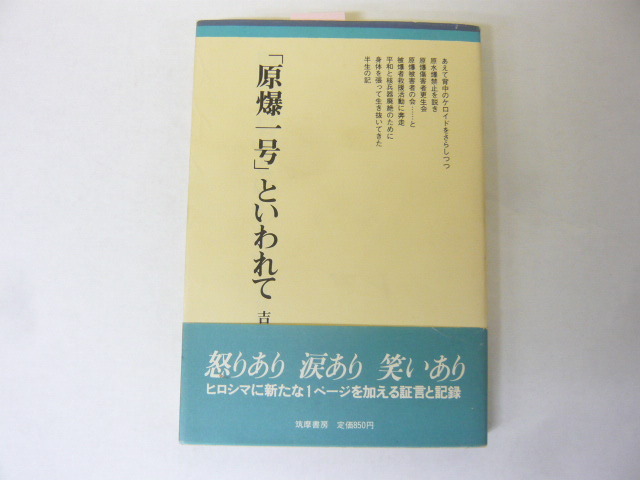 あえて背中のケロイドをさらしつつ
原水爆禁止を説き
原爆傷害者更生会
原爆被害者の会……と
被爆者救援活動に奔走
平和と核兵器廃絶のために
身体を張って生き抜いてきた
半生の記
「原爆一号」といわれて
吉
怒りあり 涙あり 笑いあり
ヒロシマに新たな1ページを加える証言と記録
筑摩書房 定価850円